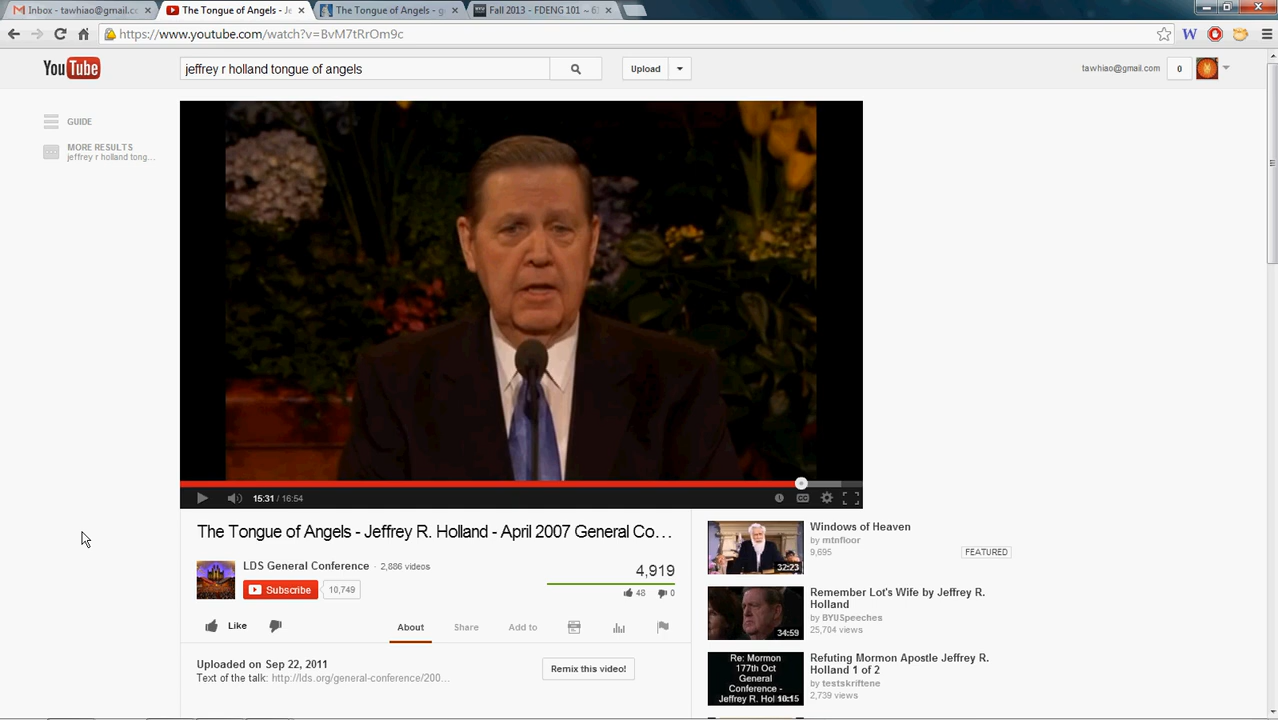 Inbox - tawhiao@gmail.cc
The Tongue of Angels - Je
The Tongue of Angels - ge
Fall 2013 - FDENG 101 ~ 6:
https://www.youtube.com/watch?v=BvM7tRrOm9c
W
YouTube
jeffrey r holland tongue of angels
Upload
tawhiao@gmail.com
0
GUIDE
MORE RESULTS
jeffrey r holland tong...
15:31 / 16:54
CC
The Tongue of Angels - Jeffrey R. Holland - April 2007 General Co...
LDS General Conference · 2,886 videos
Subscribe 10,749
4,919
48 0
Like
About Share Add to
Uploaded on Sep 22, 2011
Text of the talk: http://lds.org/general-conference/200...
Remix this video!
Windows of Heaven
by mtnfloor
9,695
FEATURED
32:23
Remember Lot's Wife by Jeffrey R.
Holland
by BYUSpeeches
25,704 views
34:59
Re: Mormon
177th Oct
General
Conference -
Jeffrey R. Hol 10:15
Refuting Mormon Apostle Jeffrey R.
Holland 1 of 2
by testskriftene
2,739 views